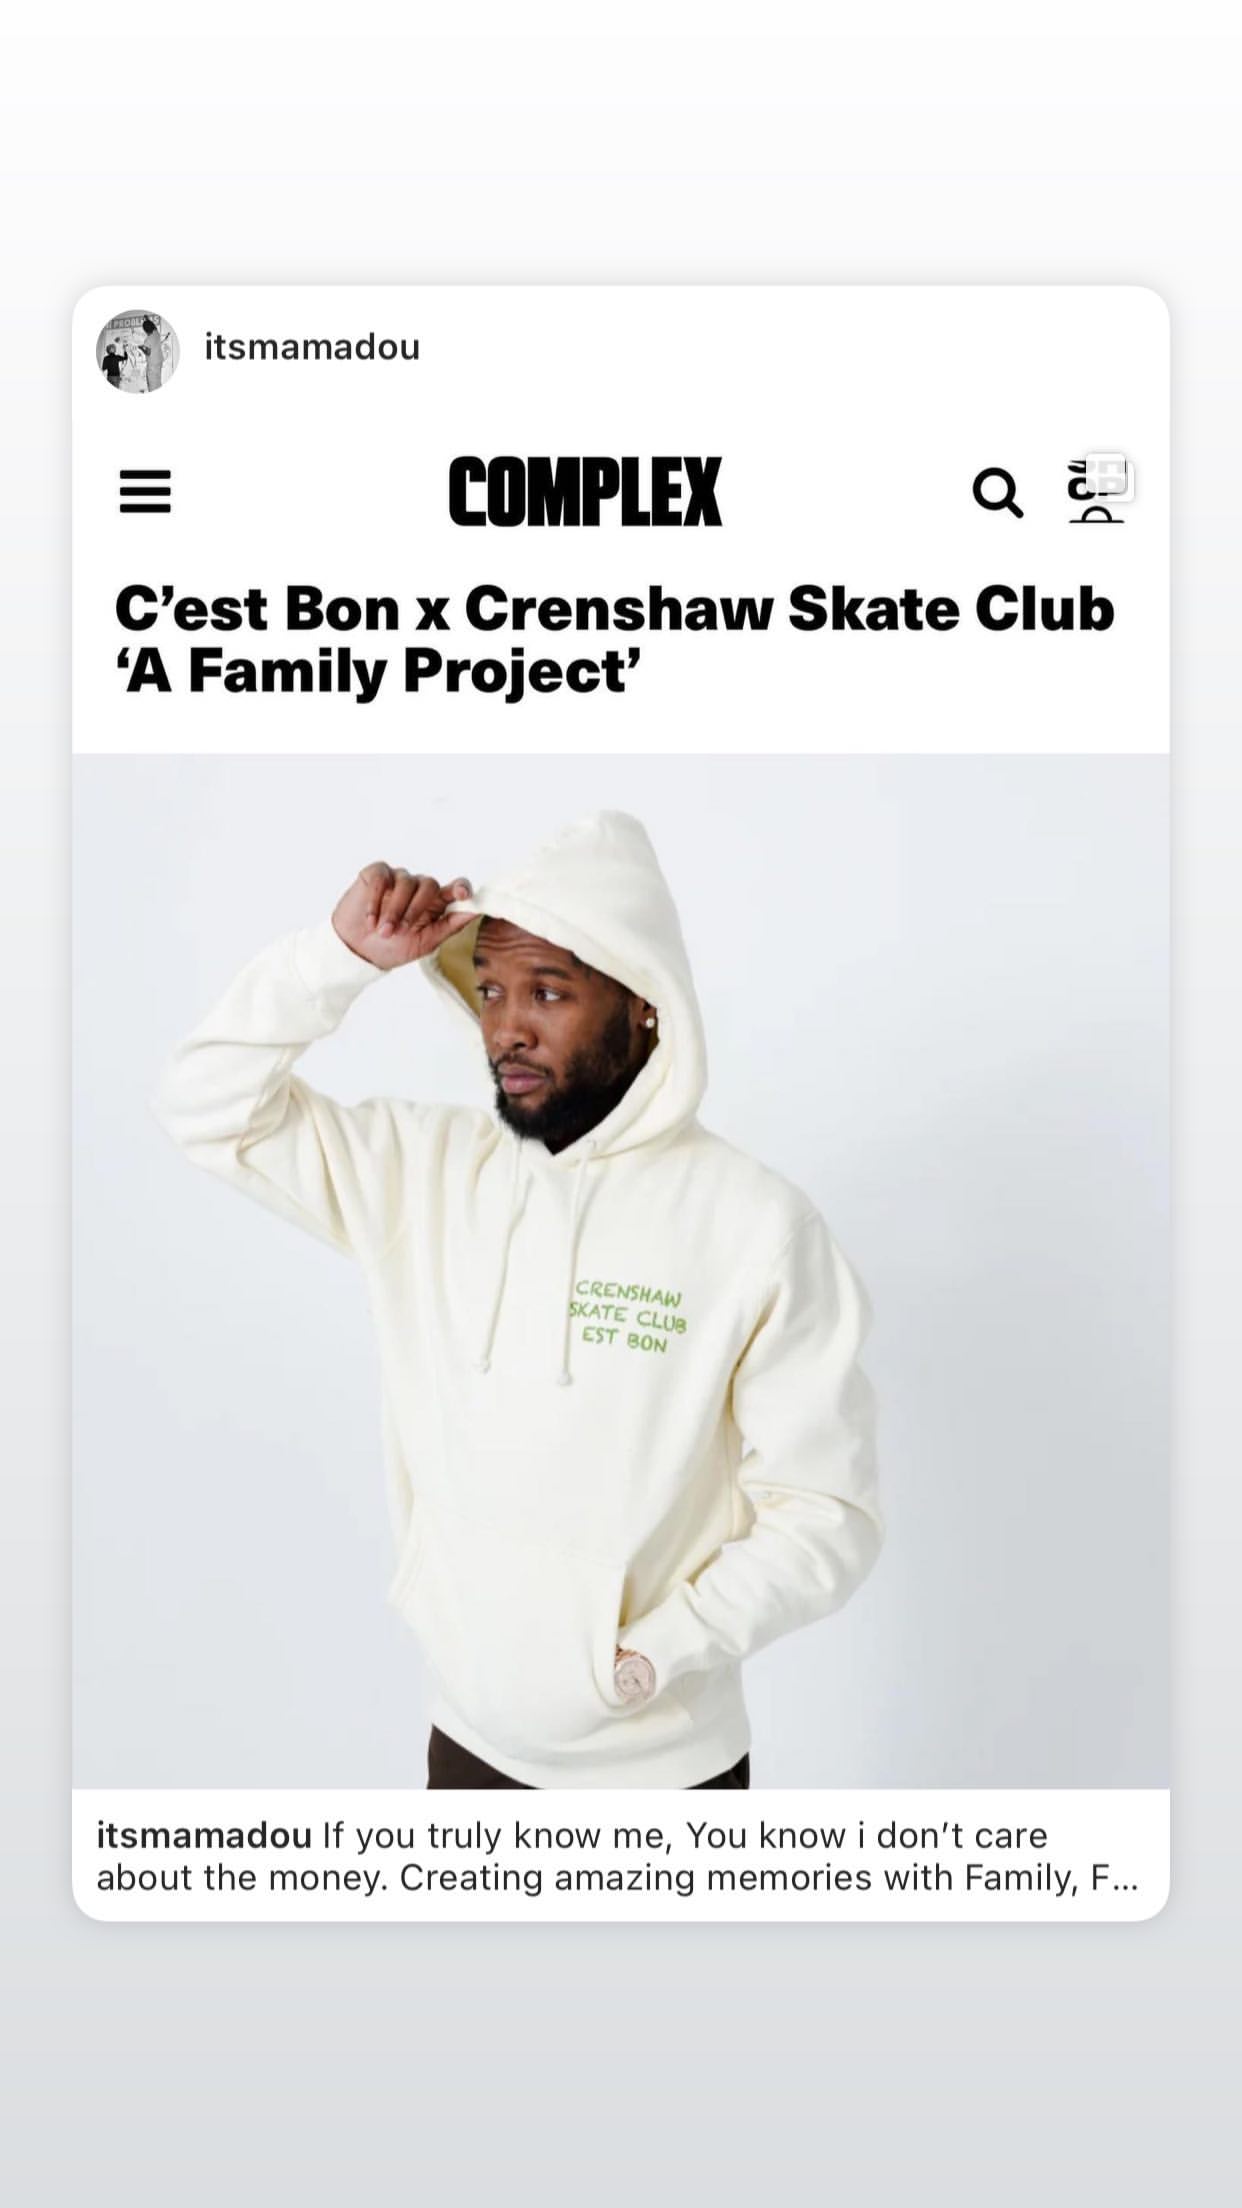 PROBLEMS
itsmamadou
COMPLEX
C’est Bon x Crenshaw Skate Club
‘A Family Project’
CRENSHAW
SKATE CLUB
EST BON
itsmamadou If you truly know me, You know i don’t care
about the money. Creating amazing memories with Family, F...